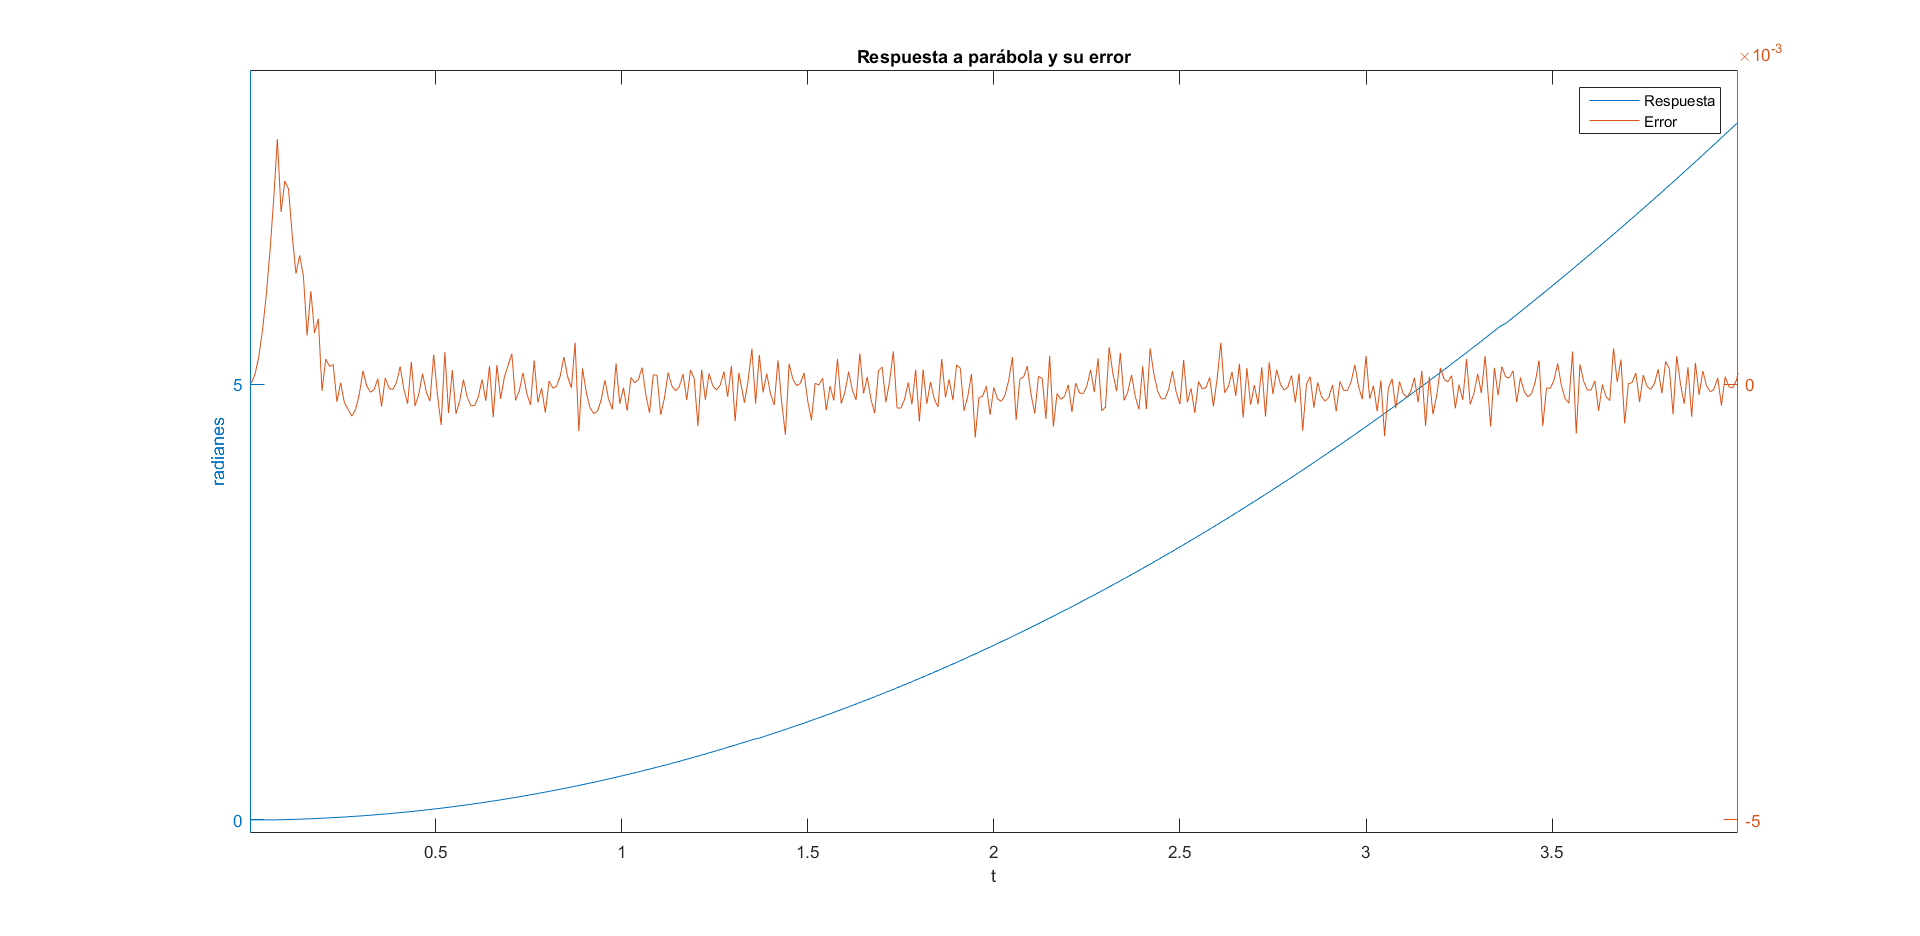 Respuesta a parábola y su error
×10-3
Respuesta
Error
5
0
radianes
0
-5
0.5 1 1.5 2 2.5 3 3.5
t